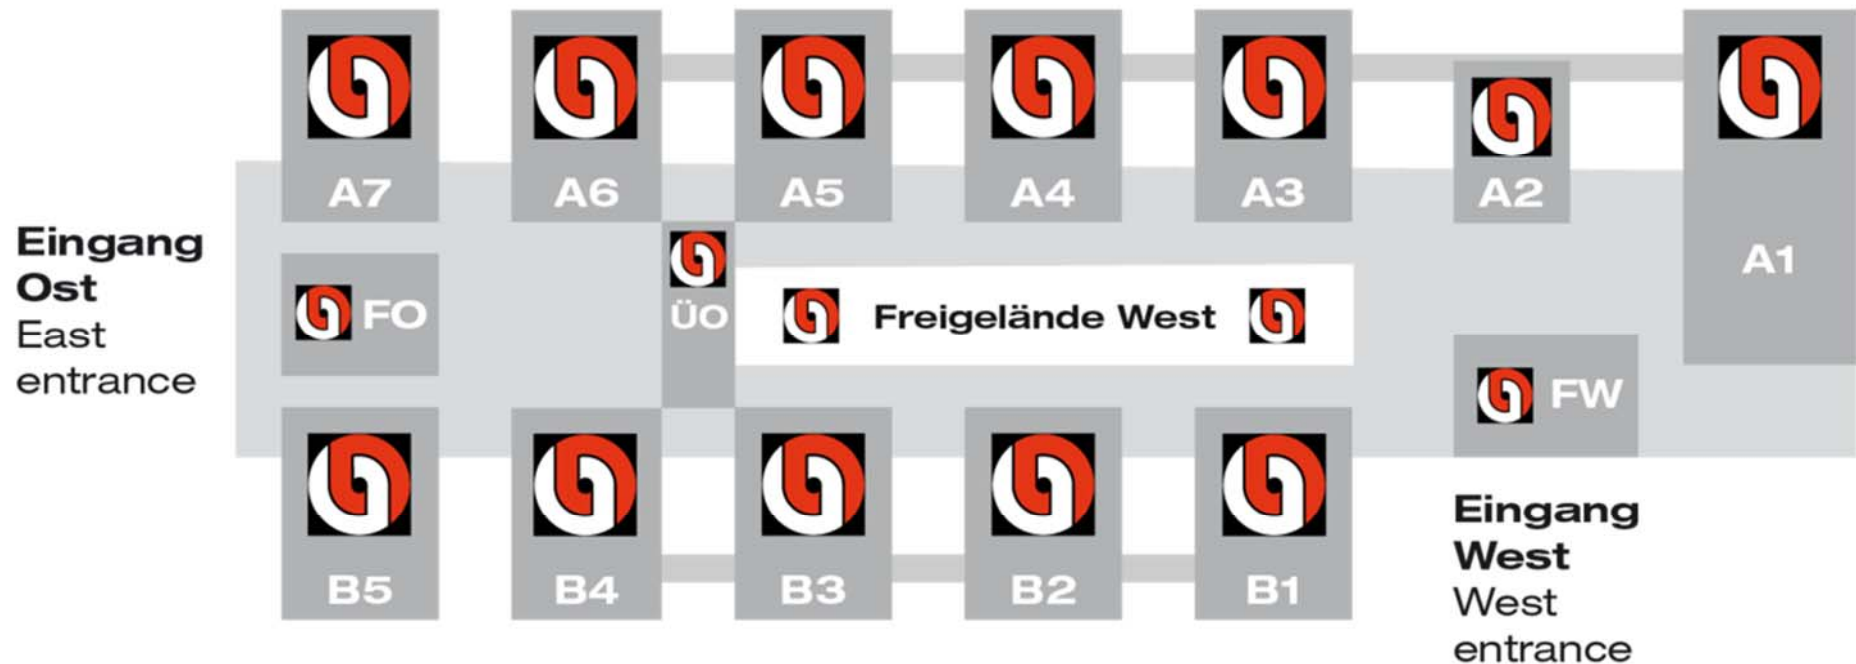 A7
A6
A5
A4
A3
A2
A1
Eingang
Ost
East
entrance
FO
ÜO
Freigelände West
FW
B5
B4
B3
B2
B1
Eingang
West
West
entrance